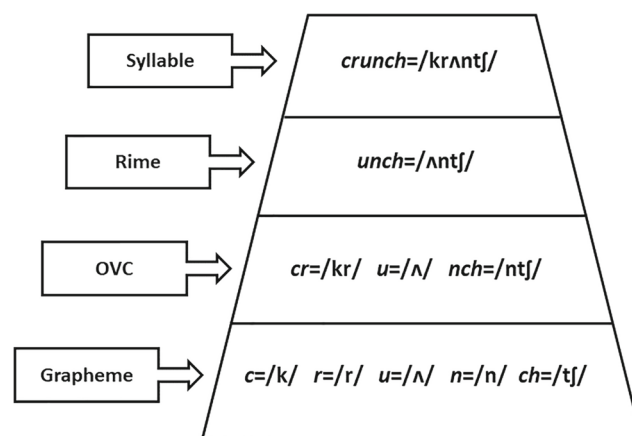 Syllable
crunch=/krʌntʃ/
Rime
unch=/ʌntʃ/
OVC
cr=/kr/ u=/ʌ/ nch=/ntʃ/
Grapheme
c=/k/ r=/r/ u=/ʌ/ n=/n/ ch=/tʃ/